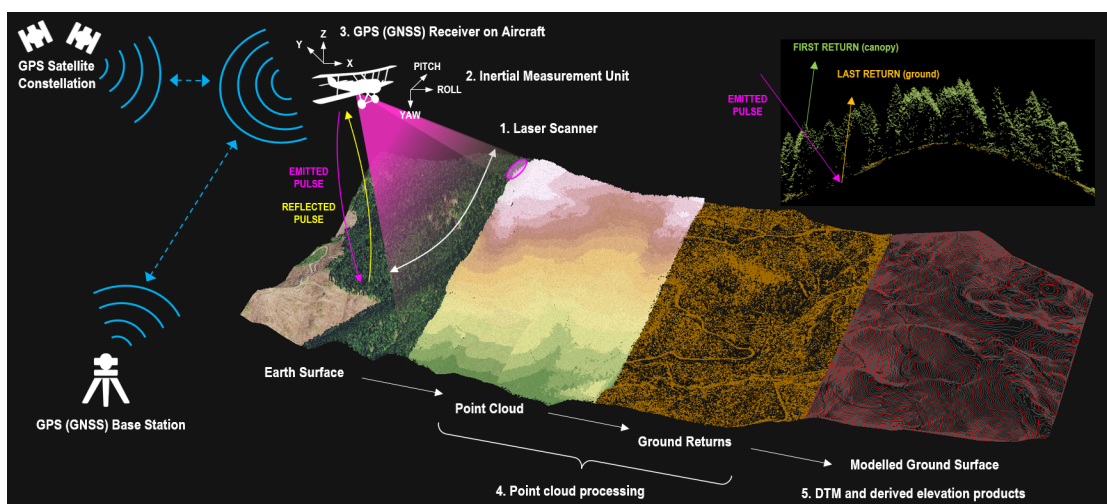 GPS Satellite
Constellation
3. GPS (GNSS) Receiver on Aircraft
Z
Y
X
2. Inertial Measurement Unit
PITCH
ROLL
YAW
1. Laser Scanner
EMITTED
PULSE
REFLECTED
PULSE
FIRST RETURN (canopy)
LAST RETURN (ground)
EMITTED
PULSE
GPS (GNSS) Base Station
Earth Surface
Point Cloud
Ground Returns
Modelled Ground Surface
4. Point cloud processing
5. DTM and derived elevation products